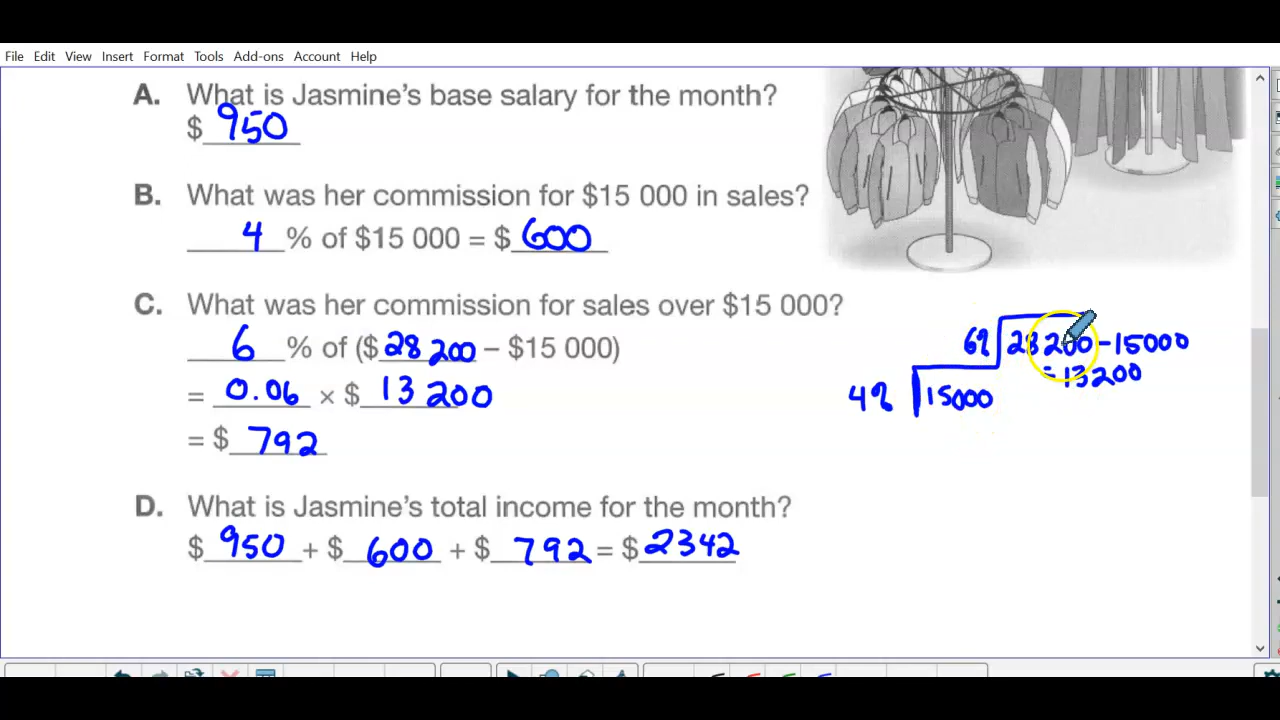 File Edit View Insert Format Tools Add-ons Account Help
A. What is Jasmine's base salary for the month?
$ 950
B. What was her commission for $15 000 in sales?
4 % of $15 000 = $ 600
C. What was her commission for sales over $15 000?
6 % of ($ 28 200 – $15 000)
= 0.06 × $ 13 200
= $ 792
6% 28200 - 15000
= 13200
4% 15000
D. What is Jasmine's total income for the month?
$ 950 + $ 600 + $ 792 = $ 2342